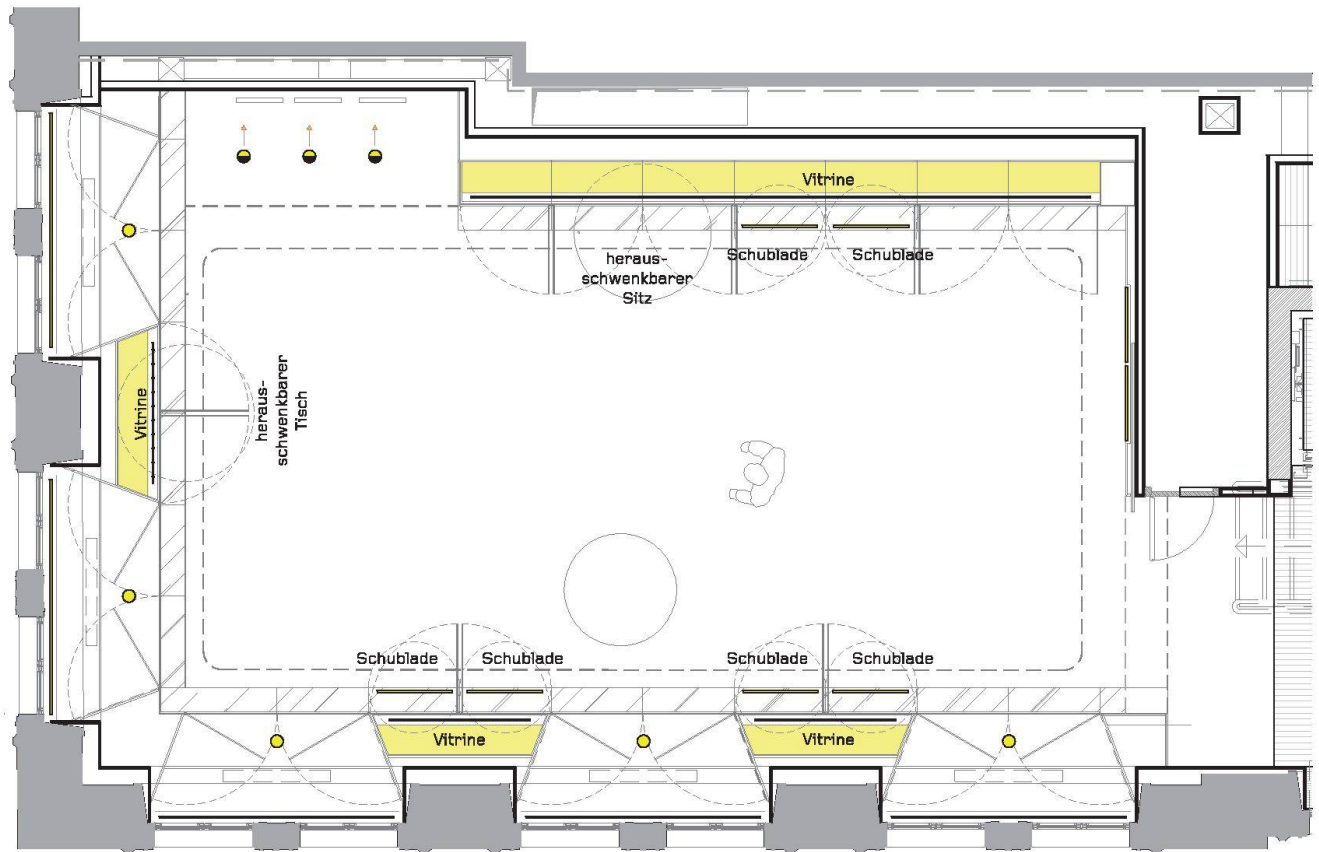 Vitrine
heraus-
schwenkbarer
Sitz
Schublade
Schublade
Vitrine
heraus-
schwenkbarer
Tisch
Schublade
Schublade
Schublade
Schublade
Vitrine
Vitrine